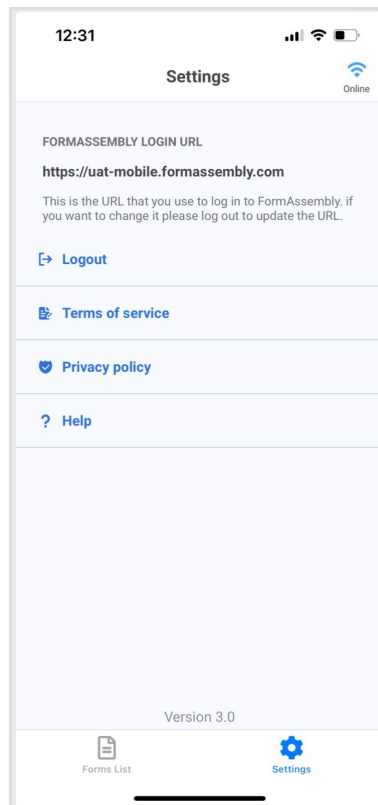 12:31
Settings
Online
FORMASSEMBLY LOGIN URL
https://uat-mobile.formassembly.com
This is the URL that you use to log in to FormAssembly. if
you want to change it please log out to update the URL.
Logout
Terms of service
Privacy policy
? Help
Version 3.0
Forms List
Settings